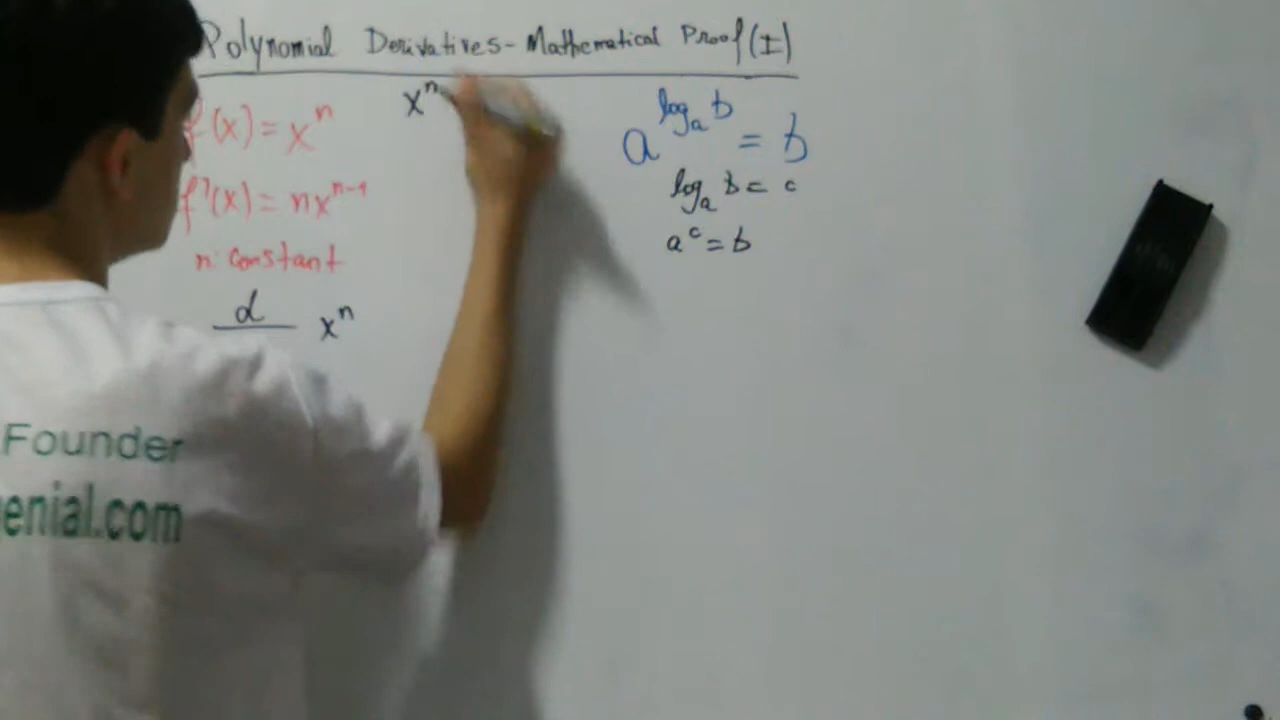 Polynomial Derivatives - Mathematical Proof (I)
f(x) = x^n
f'(x) = nx^{n-1}
n: constant
d x^n
x^n
a^{log_a b} = b
log_a b = c
a^c = b
Founder
enial.com